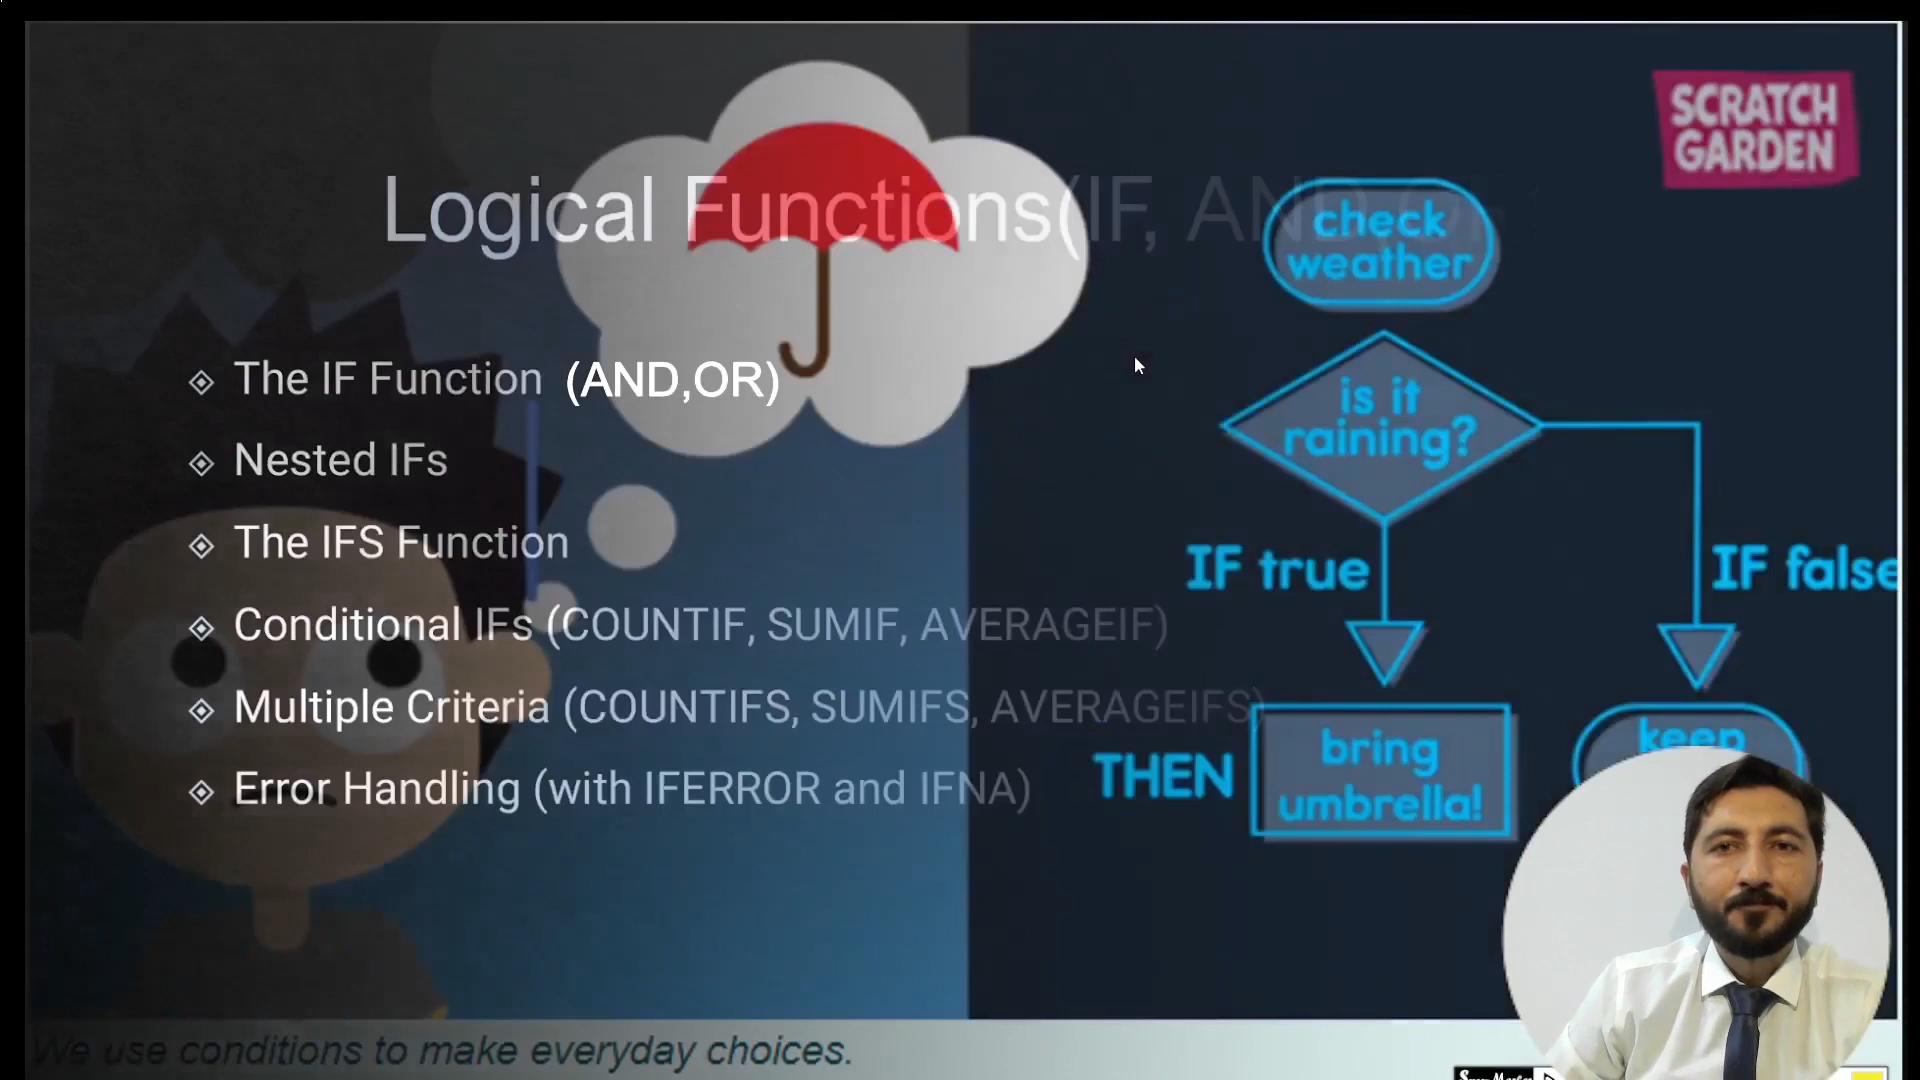 SCRATCH
GARDEN
Logical Functions(IF, AND,
check
weather
The IF Function (AND,OR)
is it
raining?
Nested IFs
The IFS Function
IF true
IF false
Conditional IFs (COUNTIF, SUMIF, AVERAGEIF)
Multiple Criteria (COUNTIFS, SUMIFS, AVERAGEIFS)
keep
THEN
bring
umbrella!
Error Handling (with IFERROR and IFNA)
We use conditions to make everyday choices.